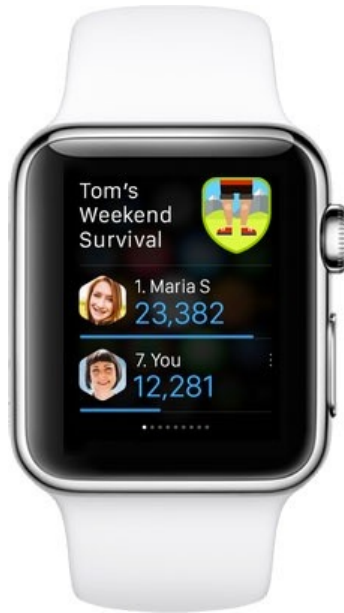 Tom's
Weekend
Survival
1. Maria S
23,382
7. You
12,281